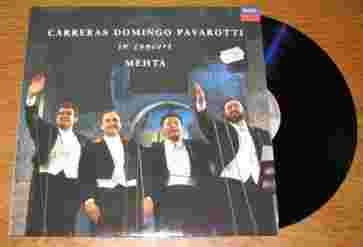 CARRERAS DOMINGO PAVAROTTI
in concert
MEHTA